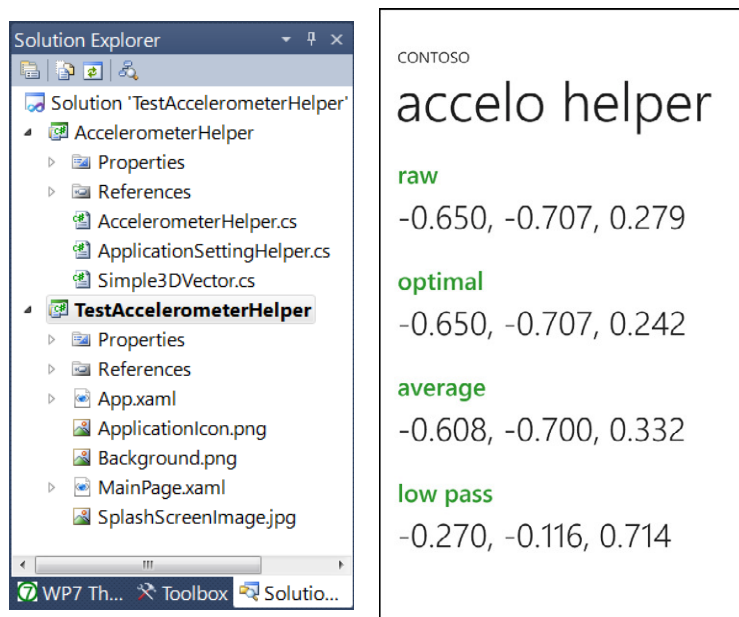 Solution Explorer
Solution 'TestAccelerometerHelper'
AccelerometerHelper
Properties
References
AccelerometerHelper.cs
ApplicationSettingHelper.cs
Simple3DVector.cs
TestAccelerometerHelper
Properties
References
App.xaml
ApplicationIcon.png
Background.png
MainPage.xaml
SplashScreenImage.jpg
WP7 Th... Toolbox Solutio...
CONTOSO
accelo helper
raw
-0.650, -0.707, 0.279
optimal
-0.650, -0.707, 0.242
average
-0.608, -0.700, 0.332
low pass
-0.270, -0.116, 0.714